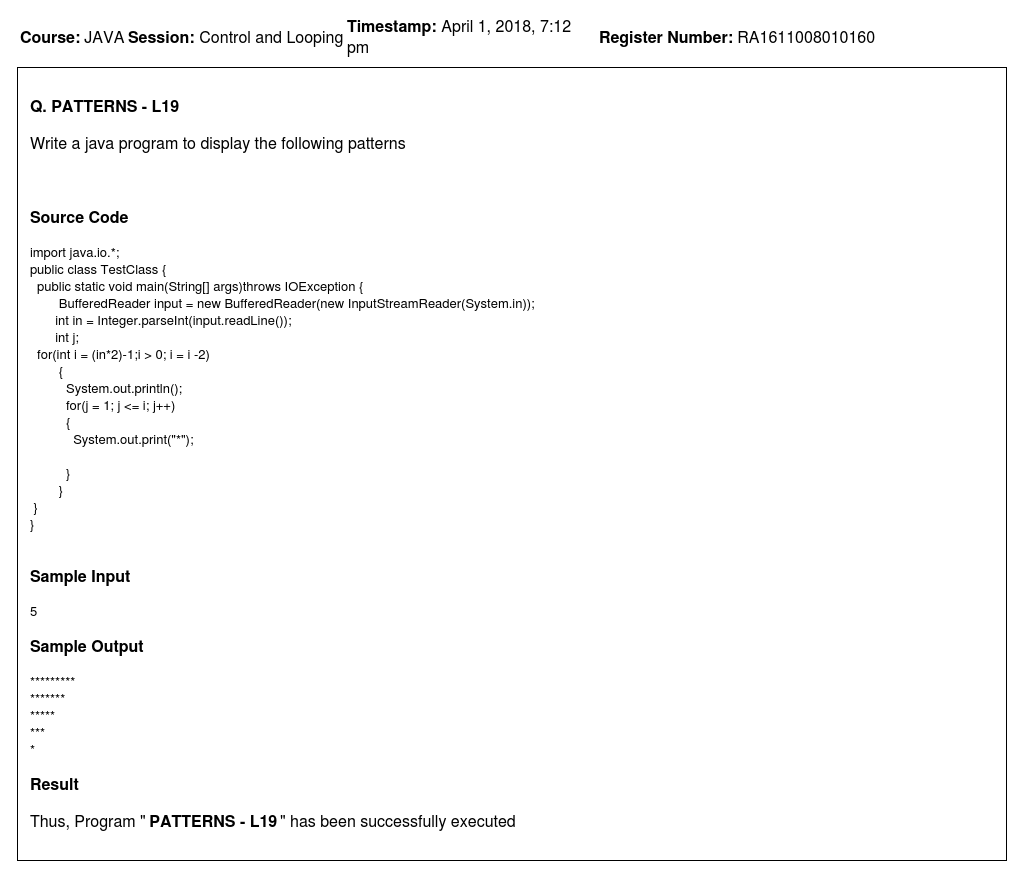 Course: JAVA Session: Control and Looping Timestamp: April 1, 2018, 7:12 pm Register Number: RA1611008010160
Q. PATTERNS - L19
Write a java program to display the following patterns
Source Code
import java.io.*;
public class TestClass {
  public static void main(String[] args)throws IOException {
        BufferedReader input = new BufferedReader(new InputStreamReader(System.in));
       int in = Integer.parseInt(input.readLine());
       int j;
  for(int i = (in*2)-1;i > 0; i = i -2)
        {
          System.out.println();
          for(j = 1; j <= i; j++)
          {
            System.out.print("*");
          }
        }
 }
}
Sample Input
5
Sample Output
*********
*******
*****
***
*
Result
Thus, Program " PATTERNS - L19 " has been successfully executed